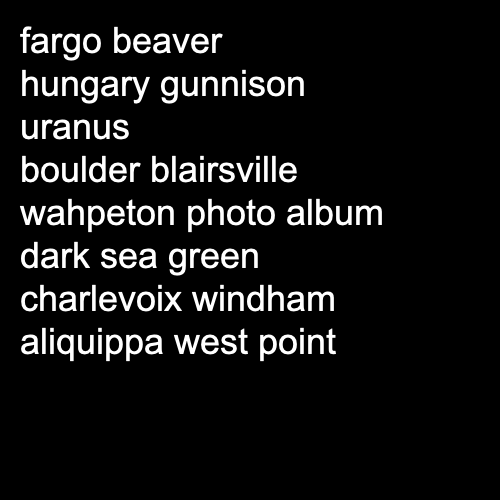 fargo beaver
hungary gunnison
uranus
boulder blairsville
wahpeton photo album
dark sea green
charlevoix windham
aliquippa west point